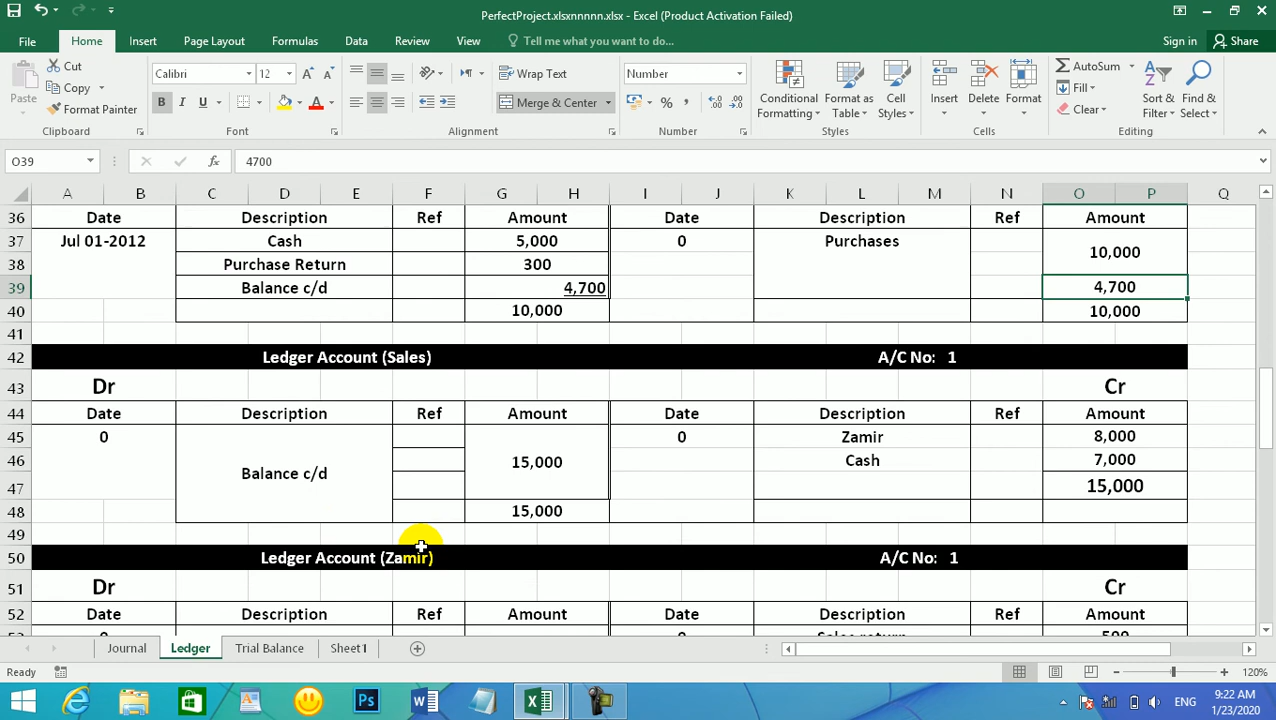 PerfectProject.xlsxnnnnn.xlsx - Excel (Product Activation Failed)
File Home Insert Page Layout Formulas Data Review View Tell me what you want to do... Sign in Share
Paste Cut Copy Format Painter Clipboard
Calibri 12 B I U A A A Font
Wrap Text Merge & Center Alignment
Number % , Number
Conditional Formatting Format as Table Cell Styles Styles
Insert Delete Format Cells
AutoSum Fill Clear Sort & Filter Find & Select Editing
O39 fx 4700
A B C D E F G H I J K L M N O P Q
36 Date Description Ref Amount Date Description Ref Amount
37 Jul 01-2012 Cash 5,000 0 Purchases 10,000
38 Purchase Return 300
39 Balance c/d 4,700 4,700
40 10,000 10,000
41
42 Ledger Account (Sales) A/C No: 1
43 Dr Cr
44 Date Description Ref Amount Date Description Ref Amount
45 0 Balance c/d 15,000 0 Zamir 8,000
46 Cash 7,000
47 15,000
48 15,000
49
50 Ledger Account (Zamir) A/C No: 1
51 Dr Cr
52 Date Description Ref Amount Date Description Ref Amount
53 0 0 Sales return 500
Journal Ledger Trial Balance Sheet1
Ready 120%
ENG 9:22 AM
1/23/2020